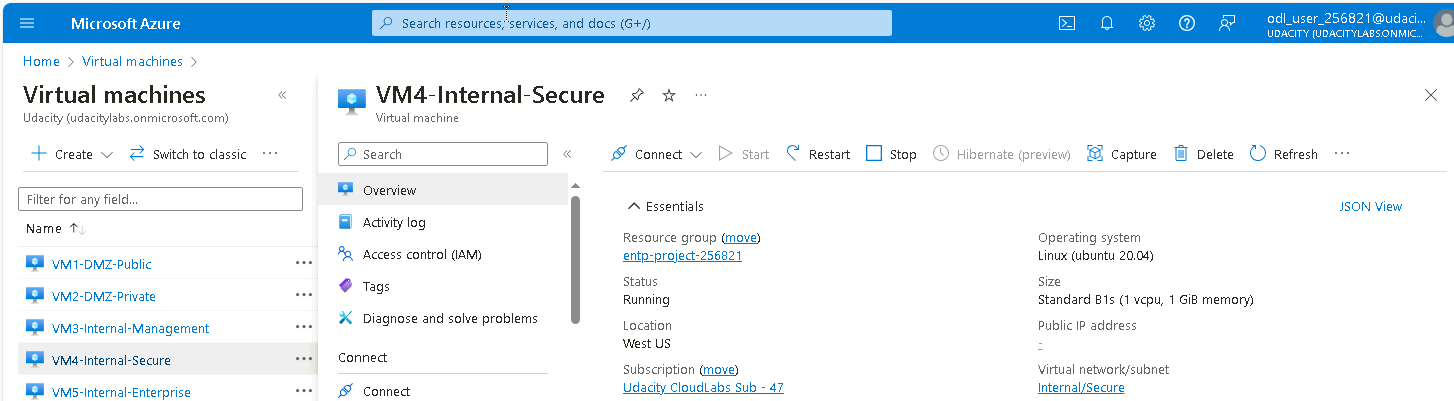 Microsoft Azure
Search resources, services, and docs (G+/)
odl_user_256821@udaci...
UDACITY (UDACITYLABS.ONMIC...
Home > Virtual machines >
Virtual machines
Udacity (udacitylabs.onmicrosoft.com)
Create
Switch to classic
Filter for any field...
Name
VM1-DMZ-Public
VM2-DMZ-Private
VM3-Internal-Management
VM4-Internal-Secure
VM5-Internal-Enterprise
VM4-Internal-Secure
Virtual machine
Search
Overview
Activity log
Access control (IAM)
Tags
Diagnose and solve problems
Connect
Connect
Connect
Start
Restart
Stop
Hibernate (preview)
Capture
Delete
Refresh
Essentials
JSON View
Resource group (move)
entp-project-256821
Status
Running
Location
West US
Subscription (move)
Udacity CloudLabs Sub - 47
Operating system
Linux (ubuntu 20.04)
Size
Standard B1s (1 vcpu, 1 GiB memory)
Public IP address
-
Virtual network/subnet
Internal/Secure